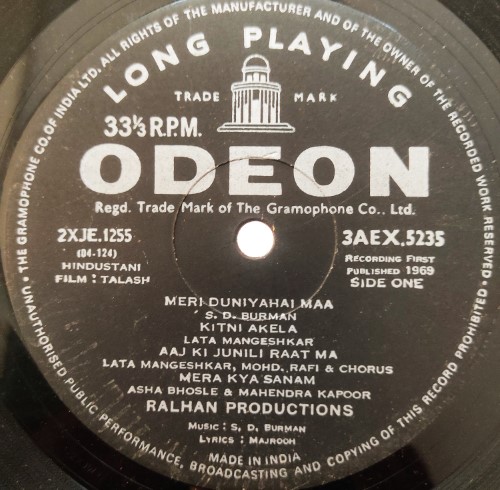 THE GRAMOPHONE CO. OF INDIA LTD. ALL RIGHTS OF THE MANUFACTURER AND OF THE OWNER OF THE RECORDED WORK RESERVED • UNAUTHORISED PUBLIC PERFORMANCE, BROADCASTING AND COPYING OF THIS RECORD PROHIBITED •
LONG PLAYING
TRADE MARK
33⅓ R.P.M.
ODEON
Regd. Trade Mark of The Gramophone Co., Ltd.
2XJE.1255 3AEX.5235
(04-124) RECORDING FIRST
HINDUSTANI PUBLISHED 1969
FILM : TALASH SIDE ONE
MERI DUNIYAHAI MAA
S. D. BURMAN
KITNI AKELA
LATA MANGESHKAR
AAJ KI JUNILI RAAT MA
LATA MANGESHKAR, MOHD. RAFI & CHORUS
MERA KYA SANAM
ASHA BHOSLE & MAHENDRA KAPOOR
RALHAN PRODUCTIONS
MUSIC : S. D. BURMAN
LYRICS : MAJROOH
MADE IN INDIA